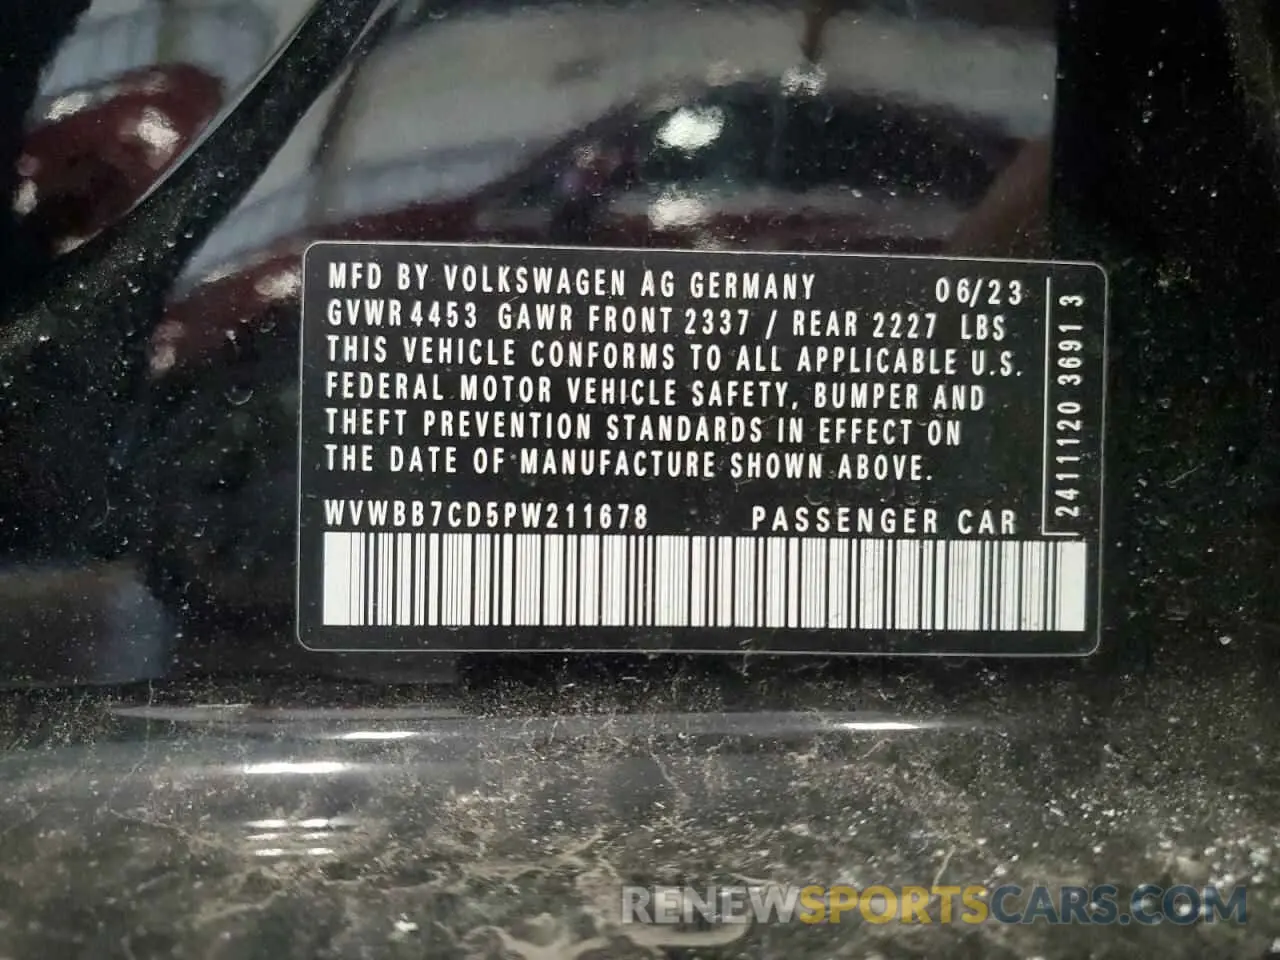 MFD BY VOLKSWAGEN AG GERMANY 06/23
GVWR 4453 GAWR FRONT 2337 / REAR 2227 LBS
THIS VEHICLE CONFORMS TO ALL APPLICABLE U.S.
FEDERAL MOTOR VEHICLE SAFETY, BUMPER AND
THEFT PREVENTION STANDARDS IN EFFECT ON
THE DATE OF MANUFACTURE SHOWN ABOVE.
WVWBB7CD5PW211678 PASSENGER CAR
2411120 3691 3
RENEWSPORTSCARS.COM